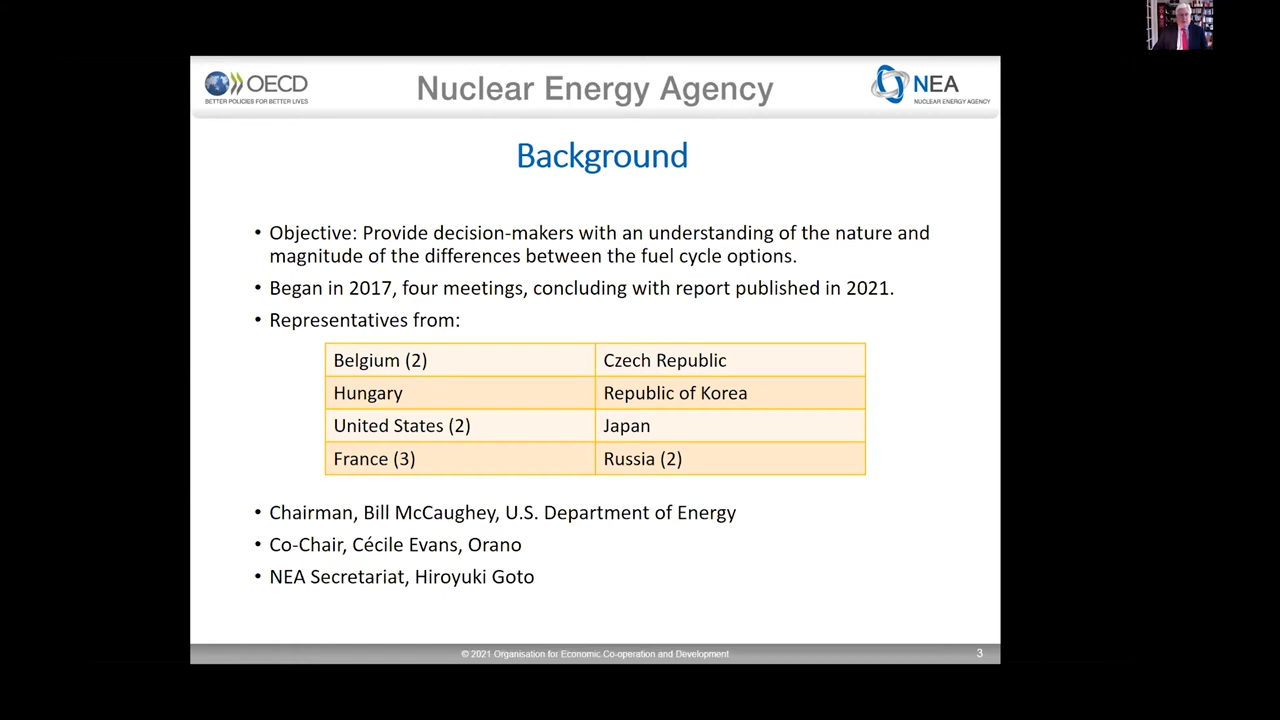 OECD
BETTER POLICIES FOR BETTER LIVES
Nuclear Energy Agency
NEA
NUCLEAR ENERGY AGENCY
Background
• Objective: Provide decision-makers with an understanding of the nature and
magnitude of the differences between the fuel cycle options.
• Began in 2017, four meetings, concluding with report published in 2021.
• Representatives from:
Belgium (2) Czech Republic
Hungary Republic of Korea
United States (2) Japan
France (3) Russia (2)
• Chairman, Bill McCaughey, U.S. Department of Energy
• Co-Chair, Cécile Evans, Orano
• NEA Secretariat, Hiroyuki Goto
© 2021 Organisation for Economic Co-operation and Development
3